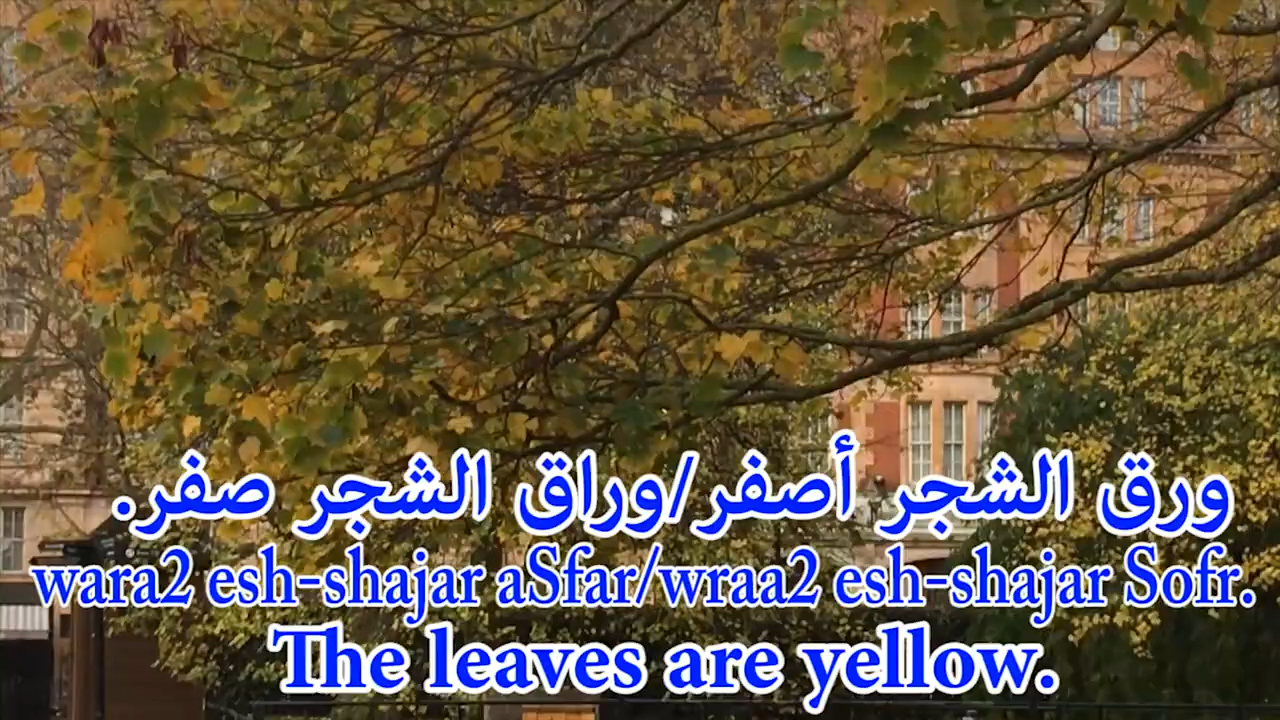 ورق الشجر أصفر/وراق الشجر صفر.
wara2 esh-shajar aSfar/wraa2 esh-shajar Sofr.
The leaves are yellow.